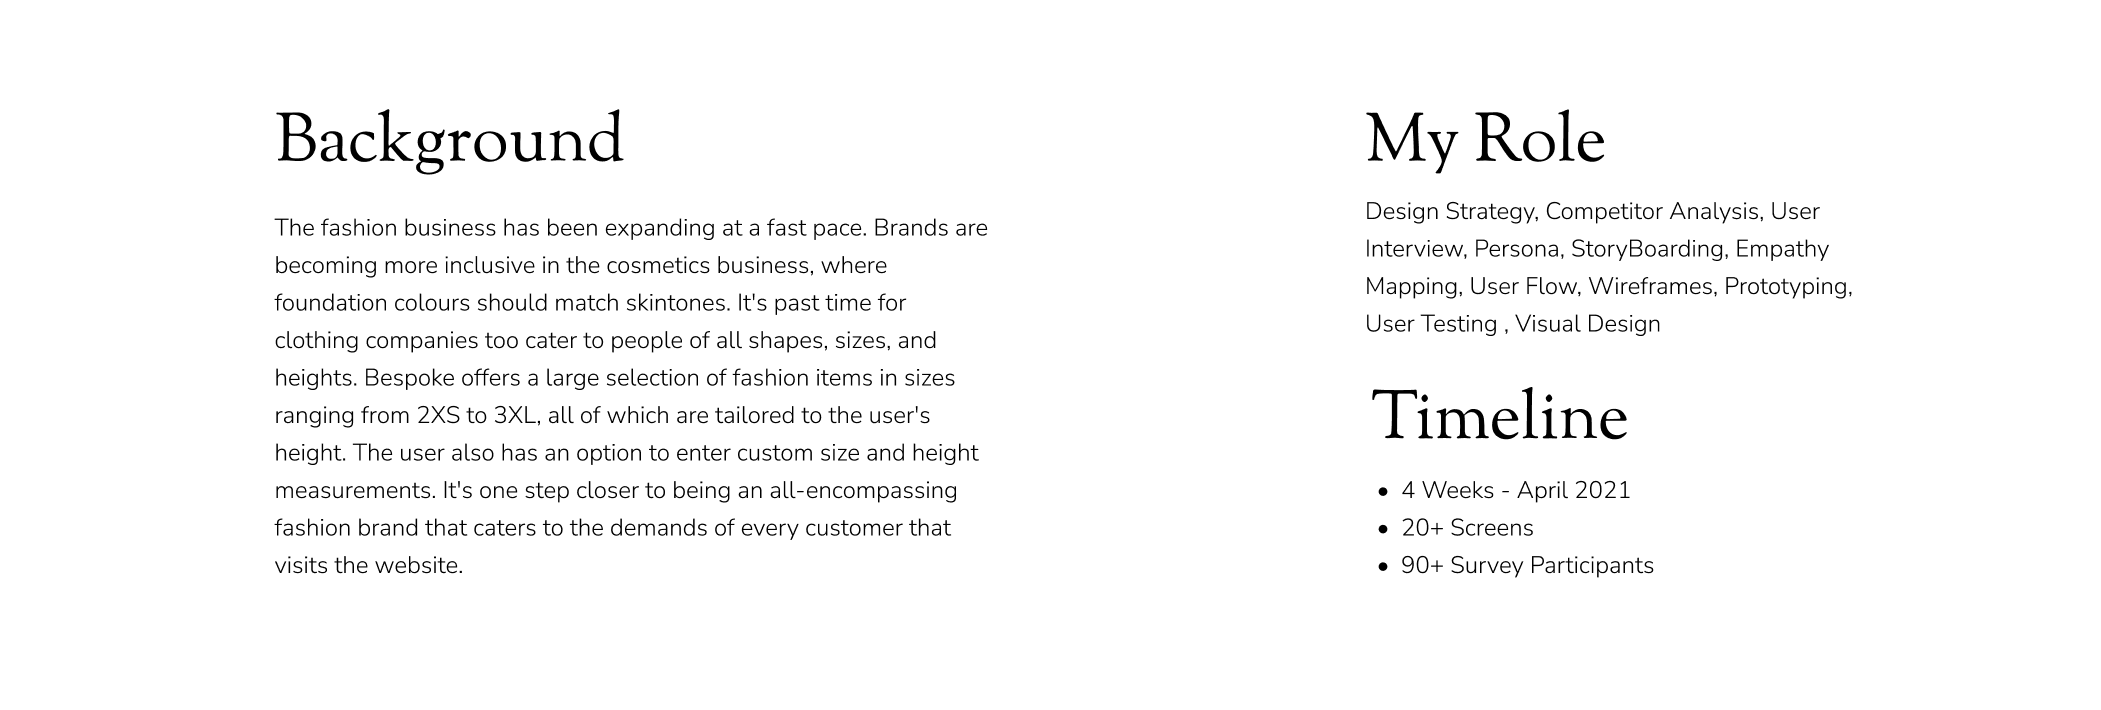 Background
The fashion business has been expanding at a fast pace. Brands are
becoming more inclusive in the cosmetics business, where
foundation colours should match skintones. It's past time for
clothing companies too cater to people of all shapes, sizes, and
heights. Bespoke offers a large selection of fashion items in sizes
ranging from 2XS to 3XL, all of which are tailored to the user's
height. The user also has an option to enter custom size and height
measurements. It's one step closer to being an all-encompassing
fashion brand that caters to the demands of every customer that
visits the website.
My Role
Design Strategy, Competitor Analysis, User
Interview, Persona, StoryBoarding, Empathy
Mapping, User Flow, Wireframes, Prototyping,
User Testing , Visual Design
Timeline
• 4 Weeks - April 2021
• 20+ Screens
• 90+ Survey Participants